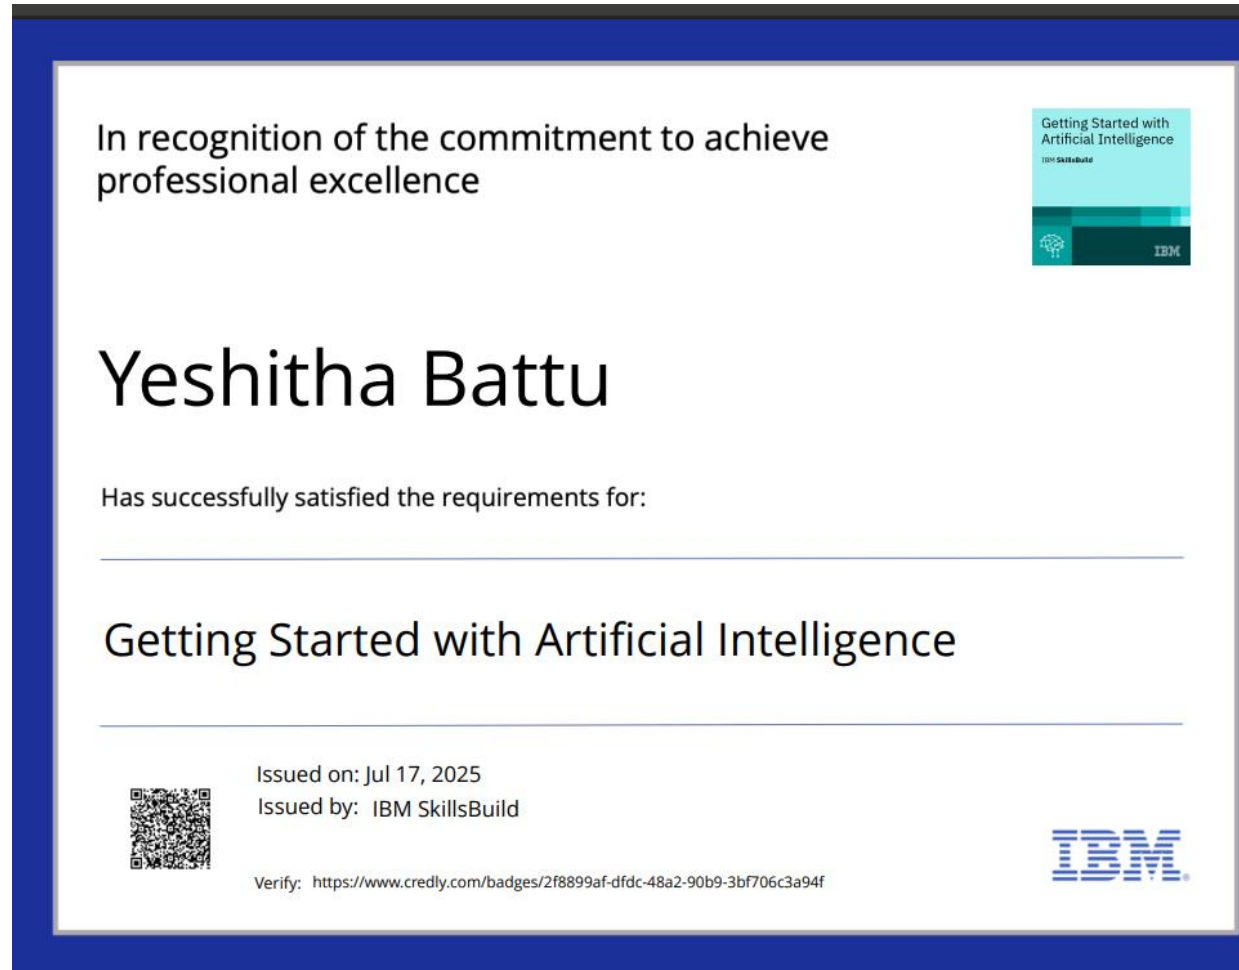 In recognition of the commitment to achieve
professional excellence
Getting Started with
Artificial Intelligence
IBM SkillsBuild
IBM
Yeshitha Battu
Has successfully satisfied the requirements for:
Getting Started with Artificial Intelligence
Issued on: Jul 17, 2025
Issued by: IBM SkillsBuild
IBM®
Verify: https://www.credly.com/badges/2f8899af-dfdc-48a2-90b9-3bf706c3a94f